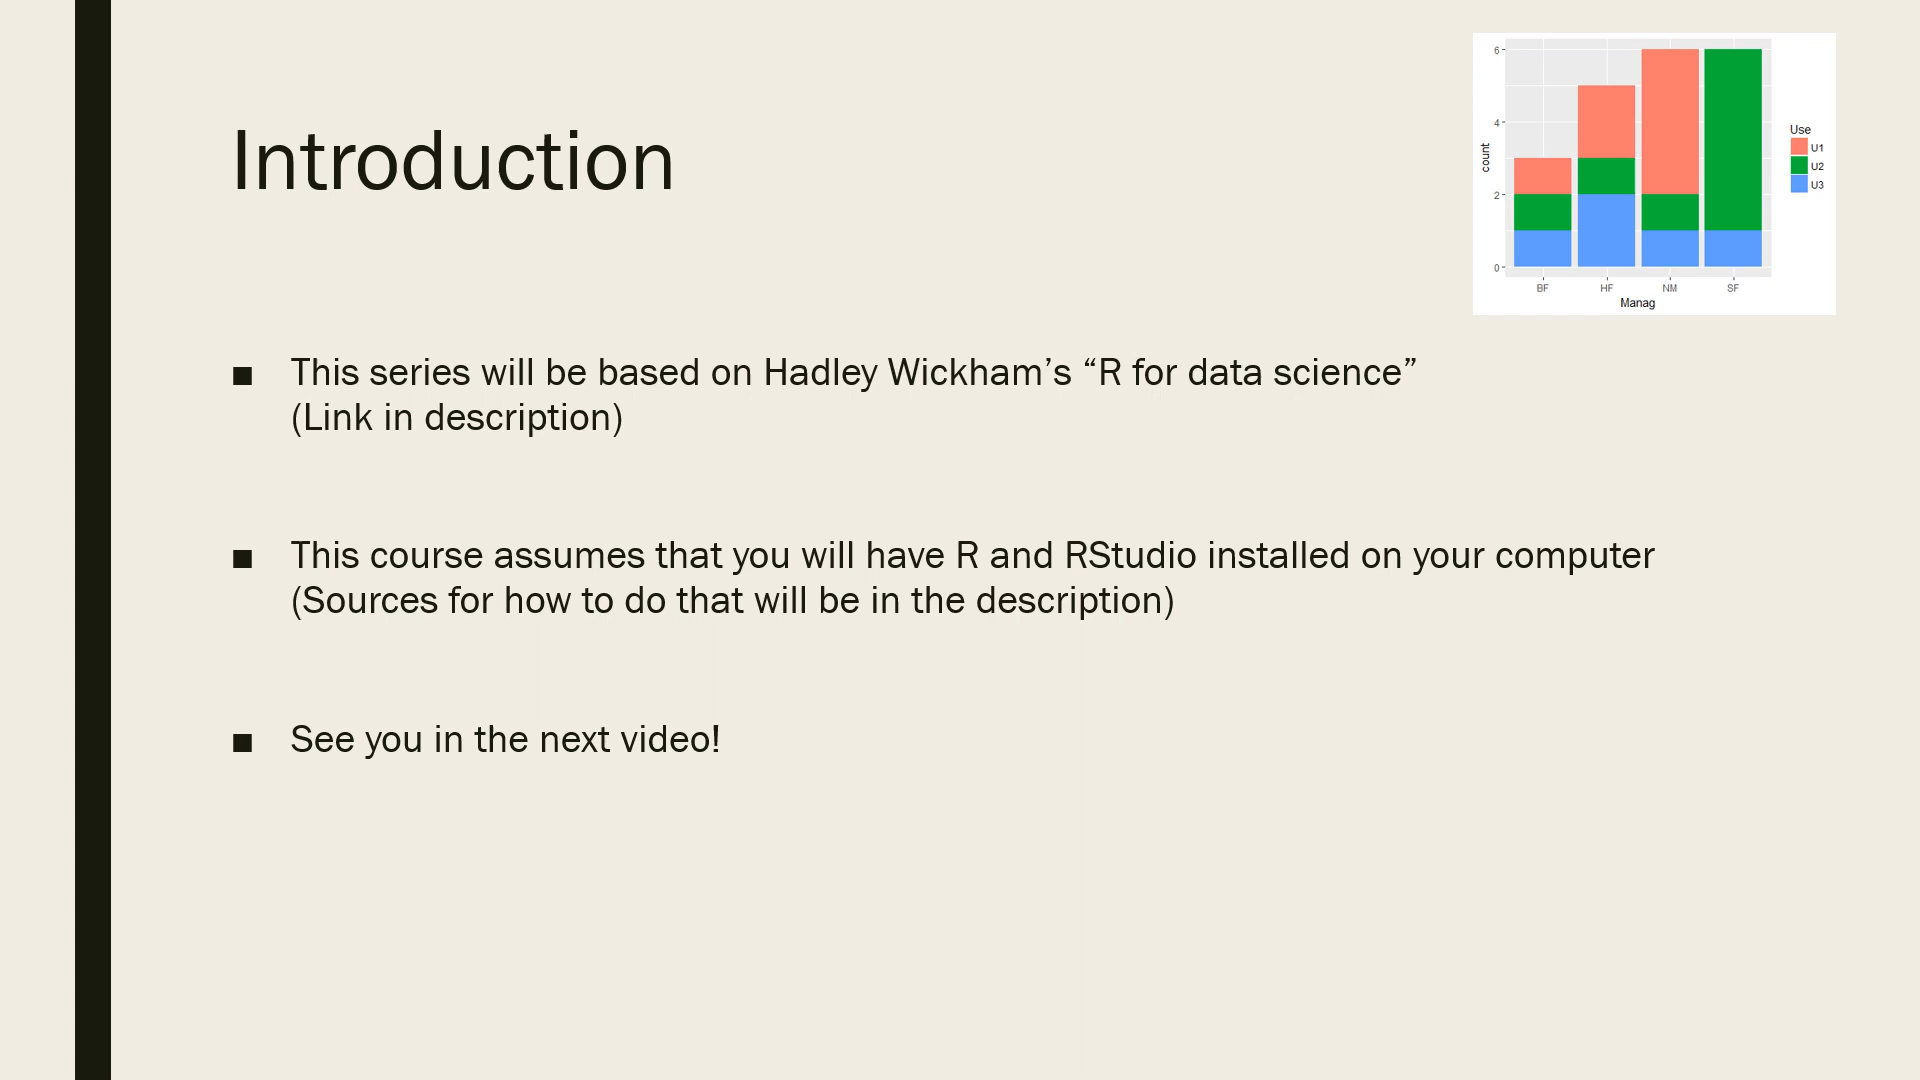 Introduction
6
4
2
0
count
BF HF NM SF
Manag
Use
U1
U2
U3
■ This series will be based on Hadley Wickham’s “R for data science”
(Link in description)
■ This course assumes that you will have R and RStudio installed on your computer
(Sources for how to do that will be in the description)
■ See you in the next video!